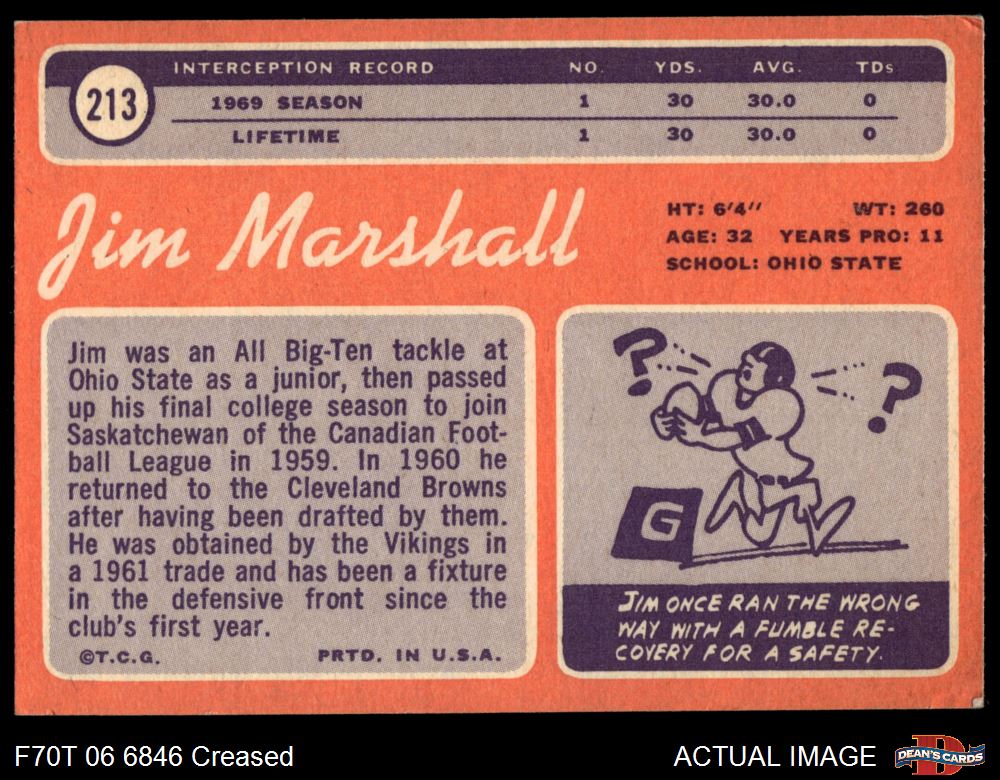 213
INTERCEPTION RECORD NO. YDS. AVG. TDs
1969 SEASON 1 30 30.0 0
LIFETIME 1 30 30.0 0
Jim Marshall
HT: 6'4'' WT: 260
AGE: 32 YEARS PRO: 11
SCHOOL: OHIO STATE
Jim was an All Big-Ten tackle at
Ohio State as a junior, then passed
up his final college season to join
Saskatchewan of the Canadian Foot-
ball League in 1959. In 1960 he
returned to the Cleveland Browns
after having been drafted by them.
He was obtained by the Vikings in
a 1961 trade and has been a fixture
in the defensive front since the
club's first year.
©T.C.G. PRTD. IN U.S.A.
? ?
G
JIM ONCE RAN THE WRONG
WAY WITH A FUMBLE RE-
COVERY FOR A SAFETY.
F70T 06 6846 Creased
ACTUAL IMAGE
D
DEAN'S CARDS